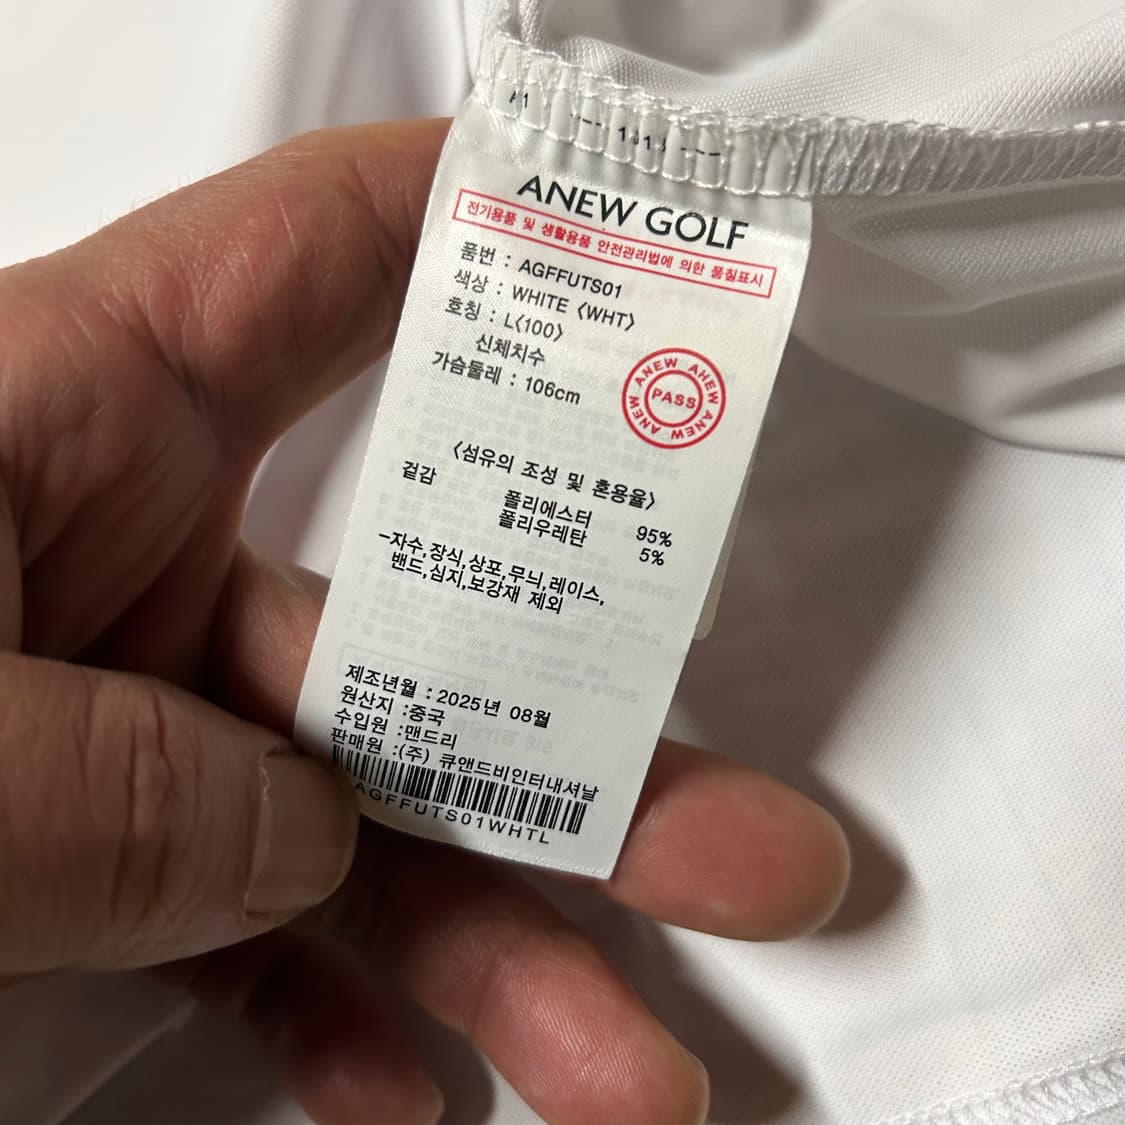 ANEW GOLF
전기용품 및 생활용품 안전관리법에 의한 품질표시
품번 : AGFFUTS01
색상 : WHITE 〈WHT〉
호칭 : L〈100〉
신체치수
가슴둘레 : 106cm
ANEW ANEW ANEW ANEW ANEW
PASS
〈섬유의 조성 및 혼용율〉
겉감
폴리에스터 95%
폴리우레탄 5%
-자수,장식,상포,무늬,레이스,
밴드,심지,보강재 제외
제조년월 : 2025년 08월
원산지 :중국
수입원 :맨드리
판매원 :(주) 큐앤드비인터내셔날
AGFFUTS01WHTL